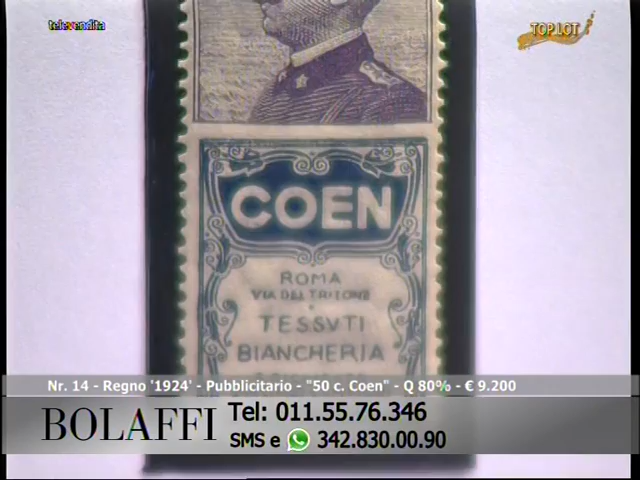 televendita
TOP LOT
COEN
ROMA
VIA DEL TRITONE
TESSVTI
BIANCHERIA
Nr. 14 - Regno '1924' - Pubblicitario - "50 c. Coen" - Q 80% - € 9.200
BOLAFFI
Tel: 011.55.76.346
SMS e 342.830.00.90